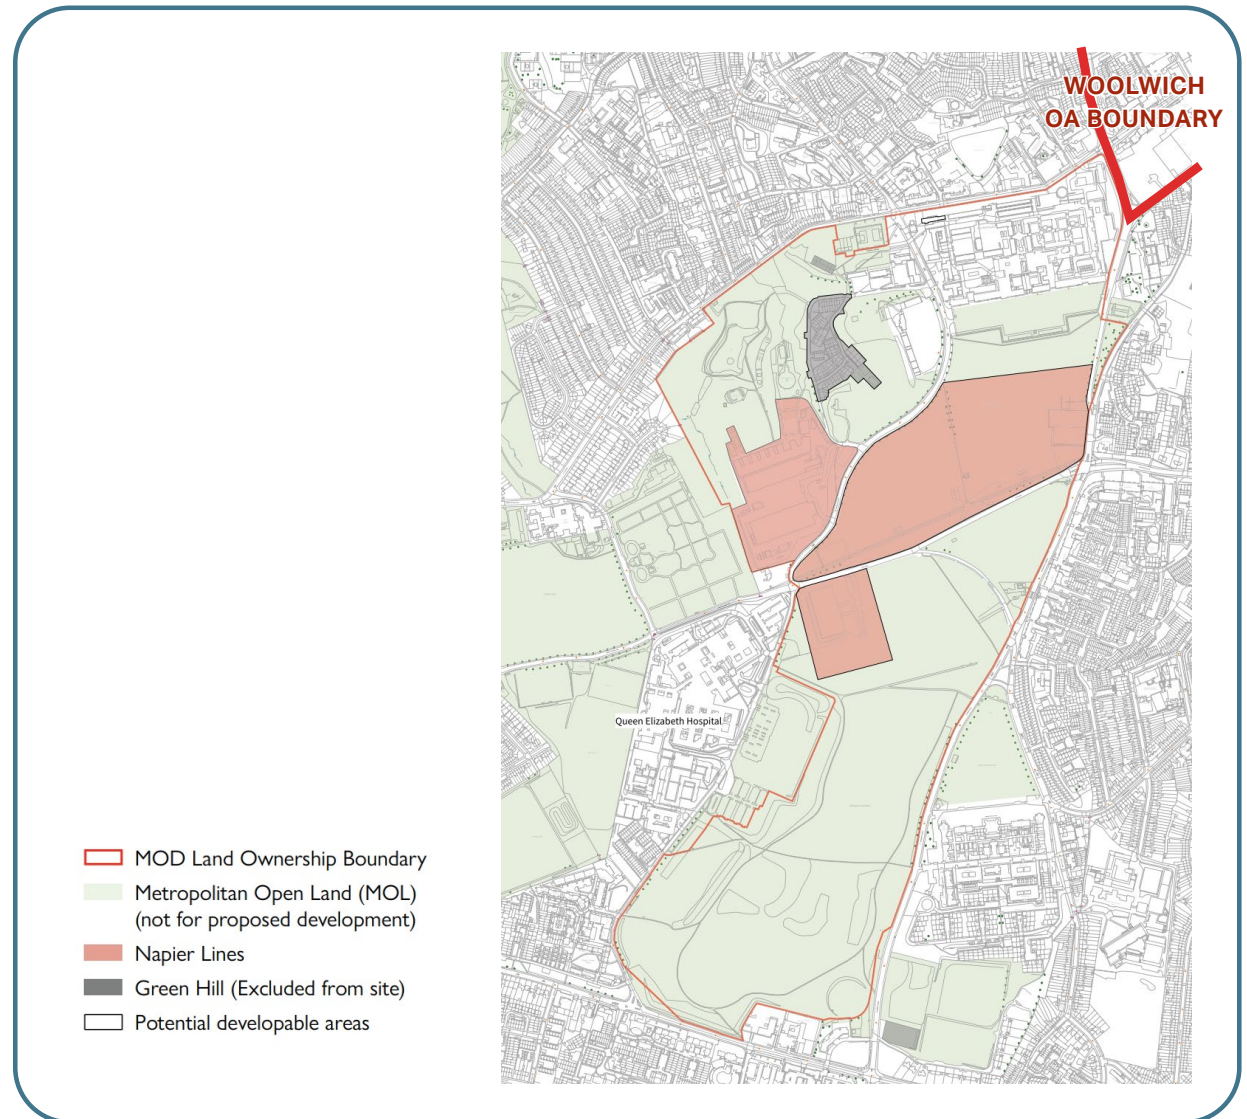 WOOLWICH
OA BOUNDARY
Queen Elizabeth Hospital
MOD Land Ownership Boundary
Metropolitan Open Land (MOL)
(not for proposed development)
Napier Lines
Green Hill (Excluded from site)
Potential developable areas